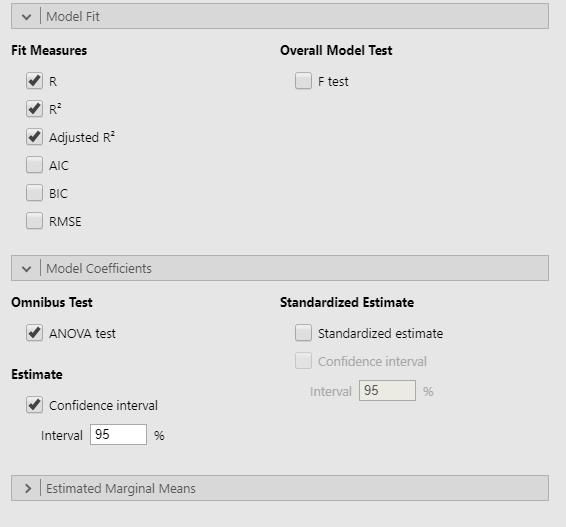 Model Fit
Fit Measures
Overall Model Test
R
F test
R²
Adjusted R²
AIC
BIC
RMSE
Model Coefficients
Omnibus Test
Standardized Estimate
ANOVA test
Standardized estimate
Confidence interval
Estimate
Interval 95 %
Confidence interval
Interval 95 %
Estimated Marginal Means